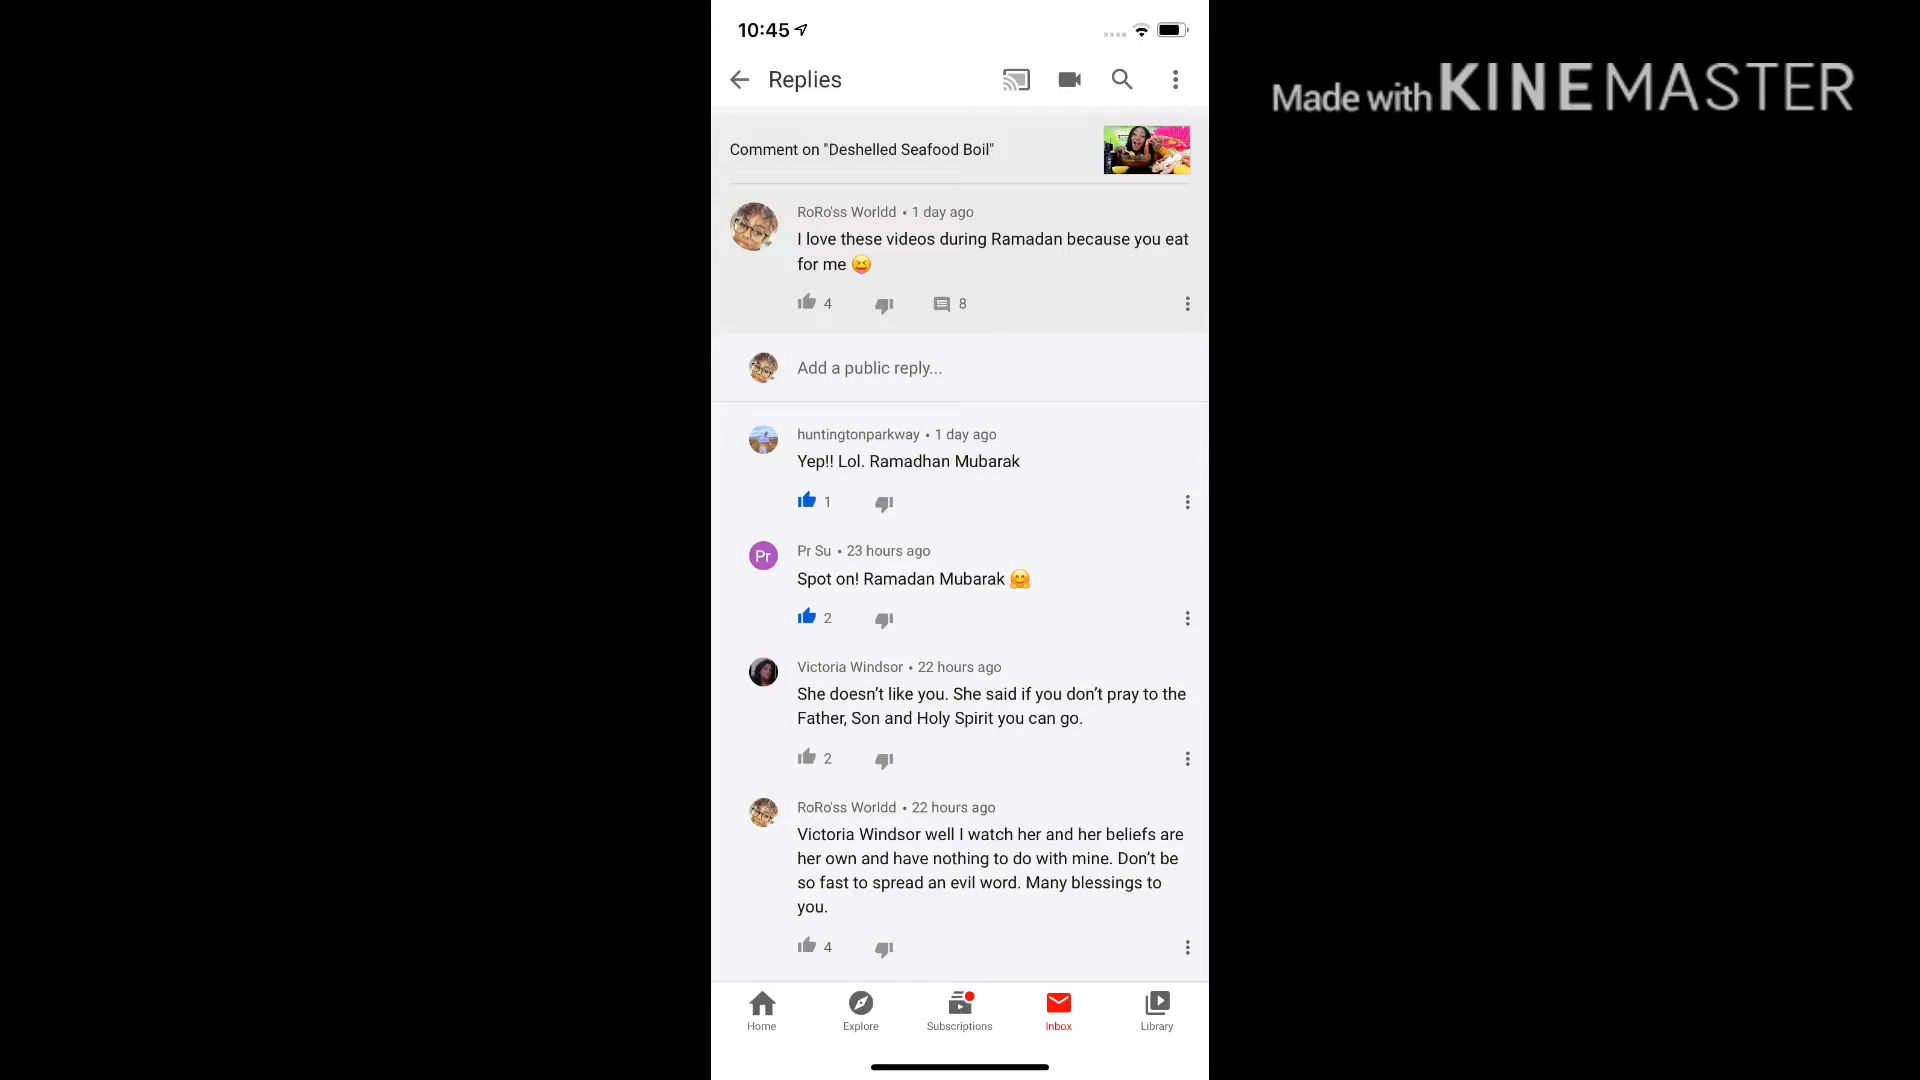 10:45
Replies
Made with KINEMASTER
Comment on "Deshelled Seafood Boil"
RoRo'ss Worldd • 1 day ago
I love these videos during Ramadan because you eat
for me 😝
4 8
Add a public reply...
huntingtonparkway • 1 day ago
Yep!! Lol. Ramadhan Mubarak
1
Pr
Pr Su • 23 hours ago
Spot on! Ramadan Mubarak 🤗
2
Victoria Windsor • 22 hours ago
She doesn’t like you. She said if you don’t pray to the
Father, Son and Holy Spirit you can go.
2
RoRo'ss Worldd • 22 hours ago
Victoria Windsor well I watch her and her beliefs are
her own and have nothing to do with mine. Don’t be
so fast to spread an evil word. Many blessings to
you.
4
Home Explore Subscriptions Inbox Library